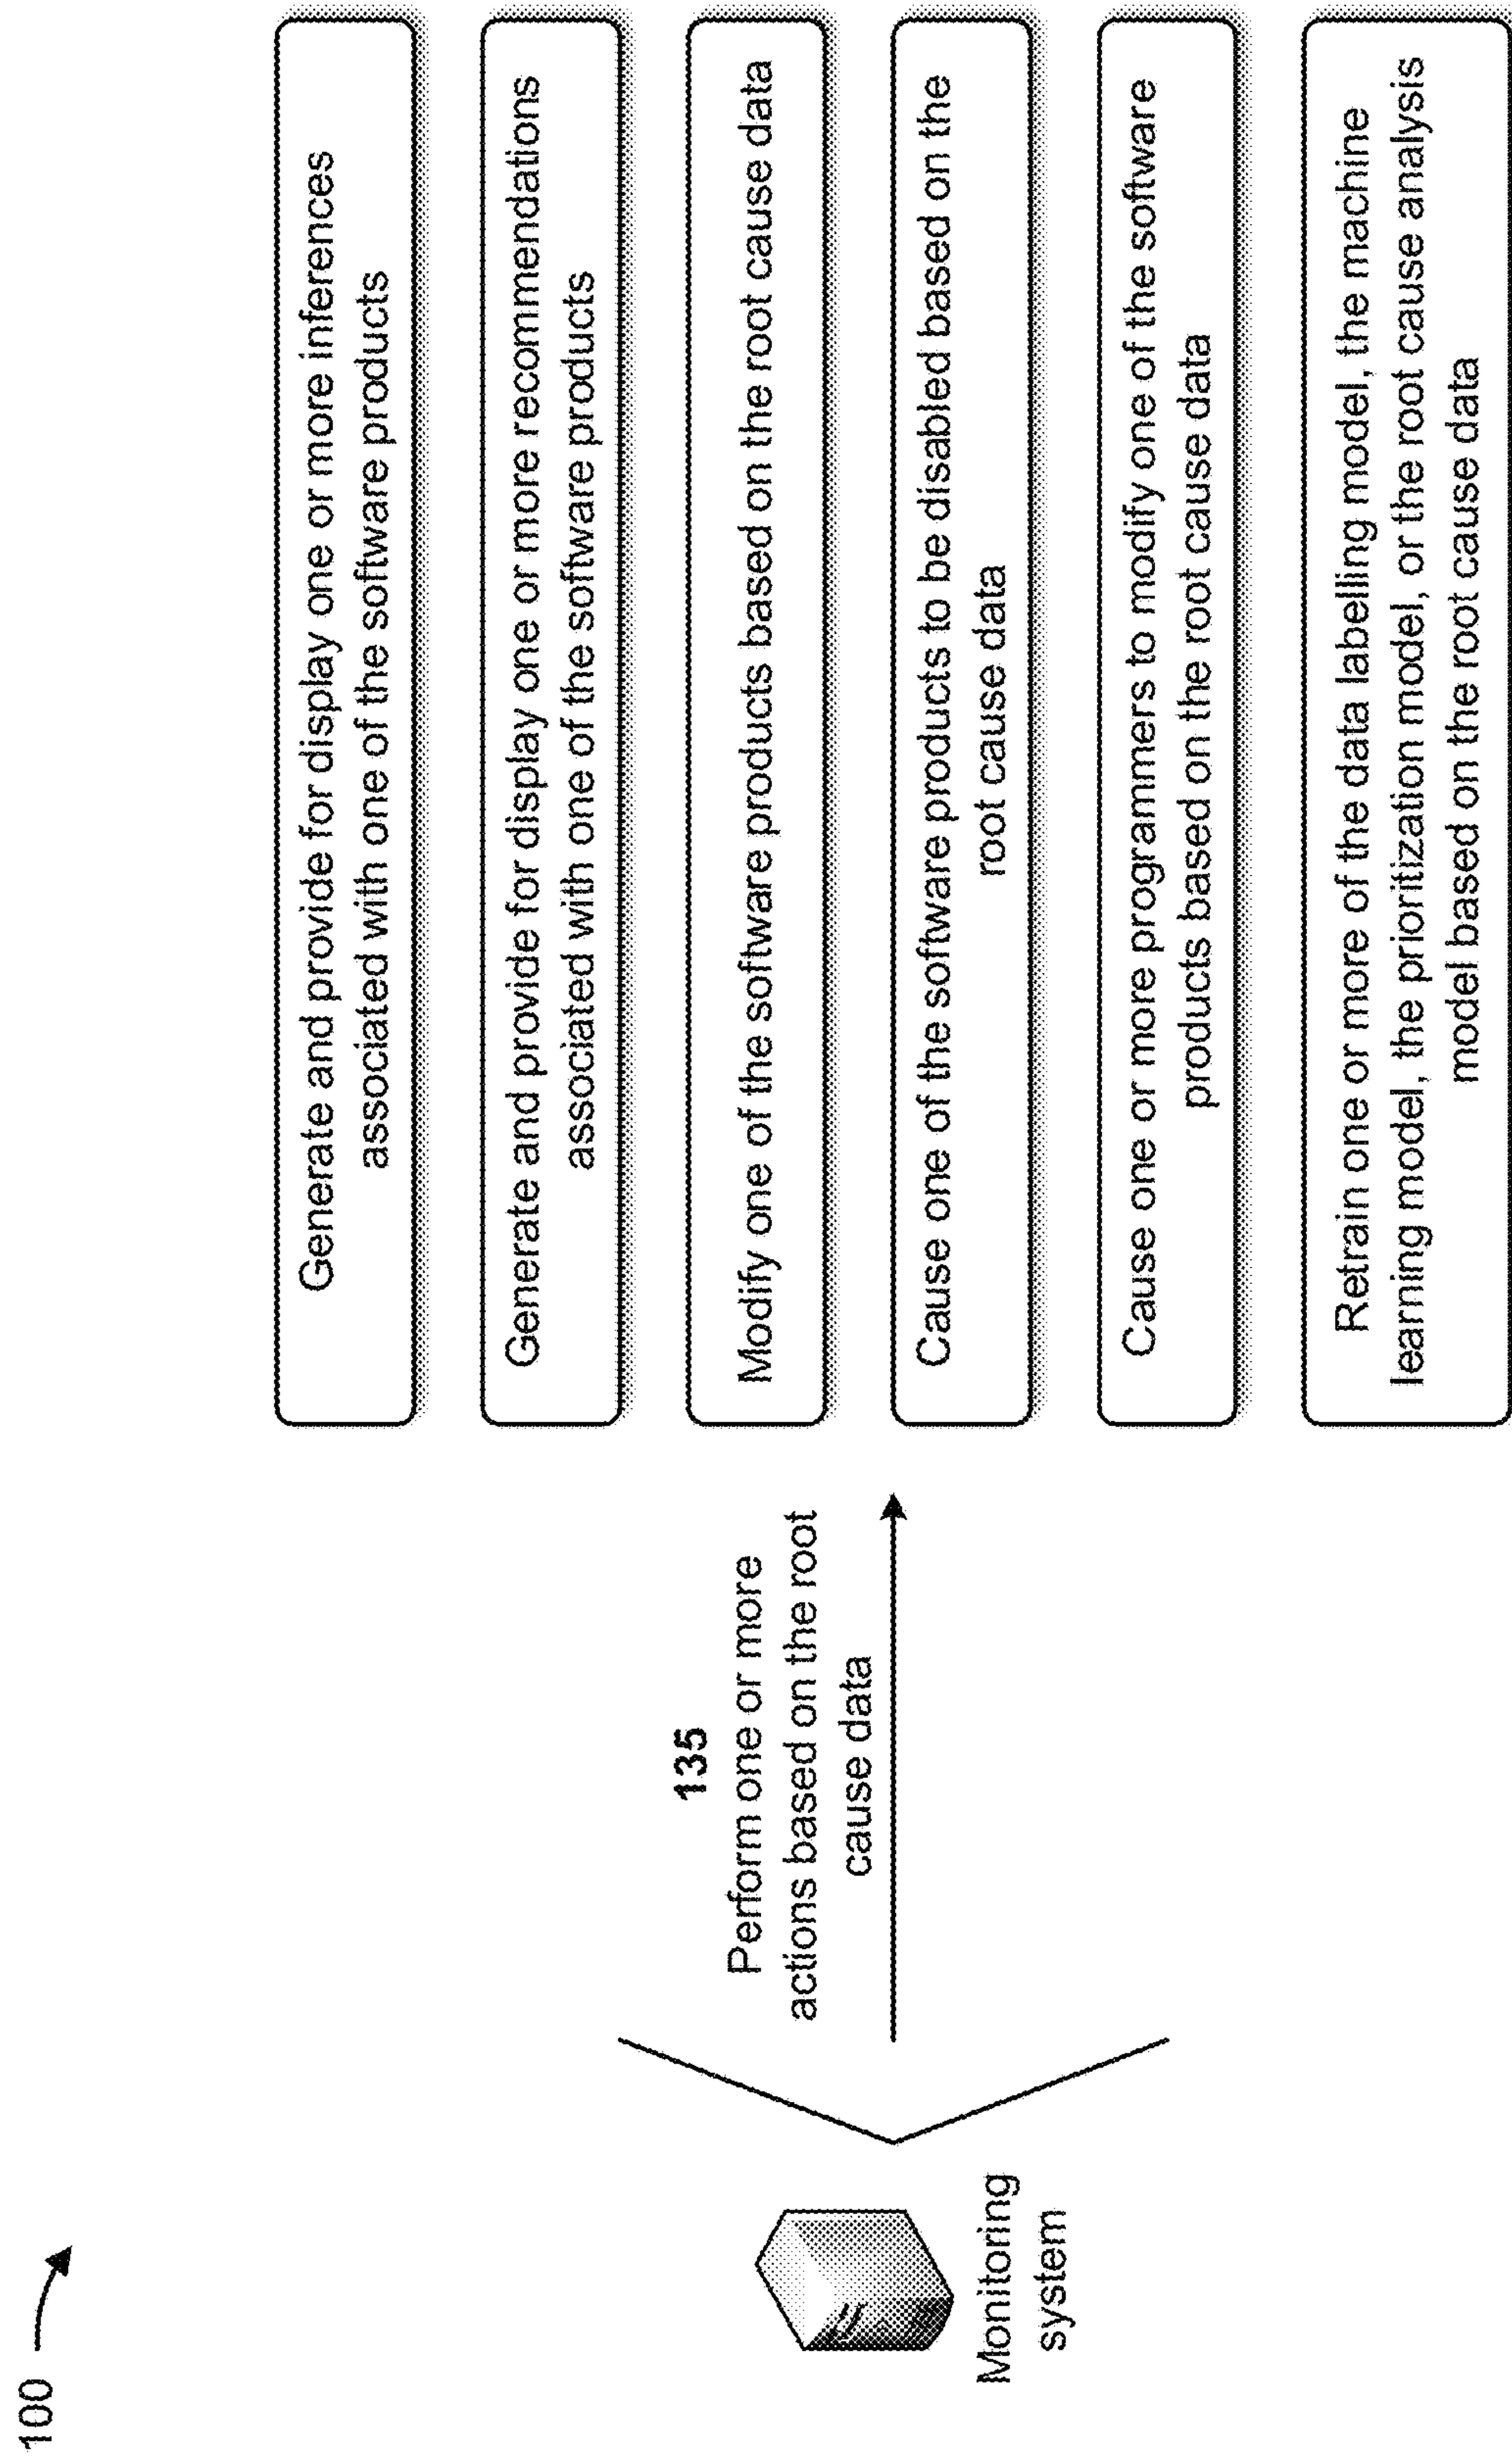 100
Monitoring
system
135
Perform one or more
actions based on the root
cause data
Generate and provide for display one or more inferences
associated with one of the software products
Generate and provide for display one or more recommendations
associated with one of the software products
Modify one of the software products based on the root cause data
Cause one of the software products to be disabled based on the
root cause data
Cause one or more programmers to modify one of the software
products based on the root cause data
Retrain one or more of the data labelling model, the machine
learning model, the prioritization model, or the root cause analysis
model based on the root cause data